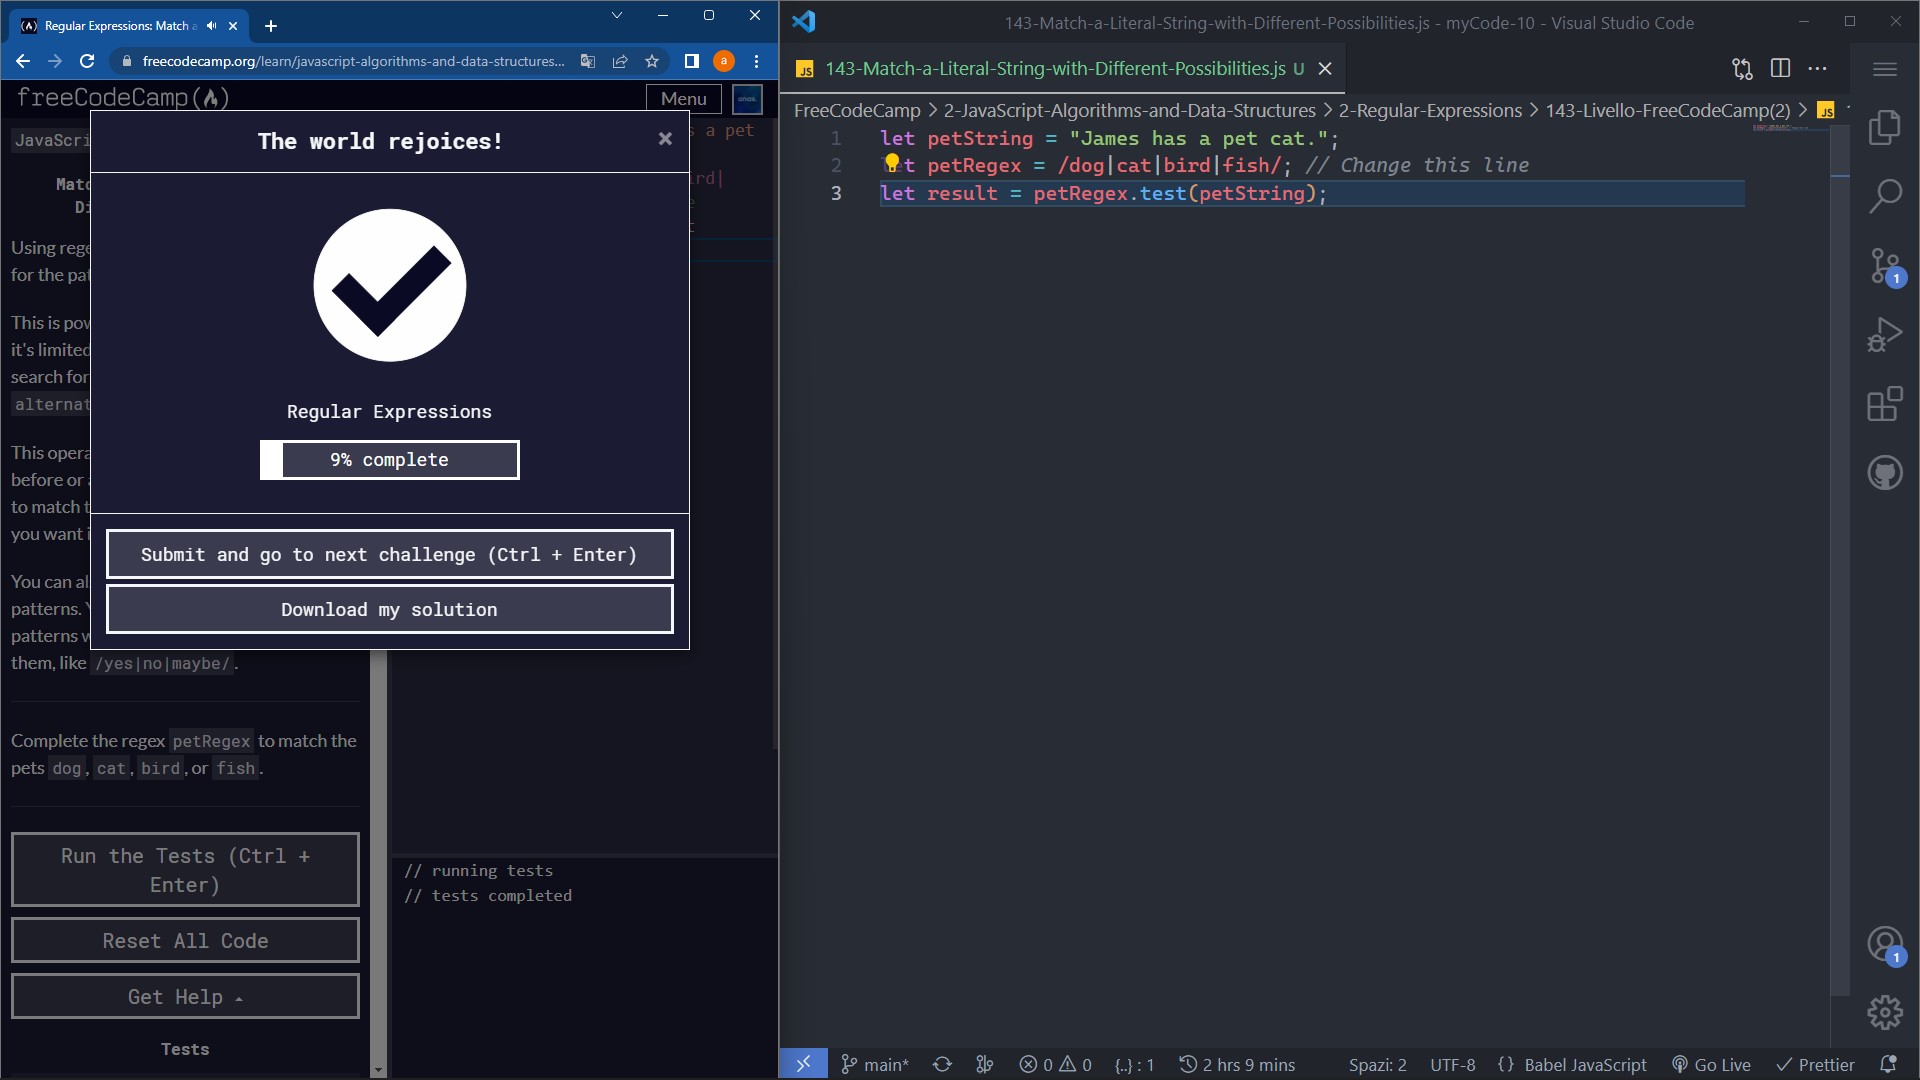 Regular Expressions: Match a
freecodecamp.org/learn/javascript-algorithms-and-data-structures...
a
freeCodeCamp
Menu
JavaScri
The world rejoices!
×
s a pet
Matc
Di
ird|
Using rege
for the pat
This is pow
it's limited
search for
alternat
Regular Expressions
9% complete
This opera
before or a
to match t
you want i
Submit and go to next challenge (Ctrl + Enter)
You can al
patterns. Y
Download my solution
patterns w
them, like /yes|no|maybe/.
Complete the regex petRegex to match the
pets dog, cat, bird, or fish.
Run the Tests (Ctrl +
Enter)
Reset All Code
Get Help
Tests
// running tests
// tests completed
143-Match-a-Literal-String-with-Different-Possibilities.js - myCode-10 - Visual Studio Code
JS 143-Match-a-Literal-String-with-Different-Possibilities.js U
FreeCodeCamp > 2-JavaScript-Algorithms-and-Data-Structures > 2-Regular-Expressions > 143-Livello-FreeCodeCamp(2) > JS
1 let petString = "James has a pet cat.";
2 let petRegex = /dog|cat|bird|fish/; // Change this line
3 let result = petRegex.test(petString);
1
1
main*
0 0
{..} : 1
2 hrs 9 mins
Spazi: 2
UTF-8
{} Babel JavaScript
Go Live
Prettier